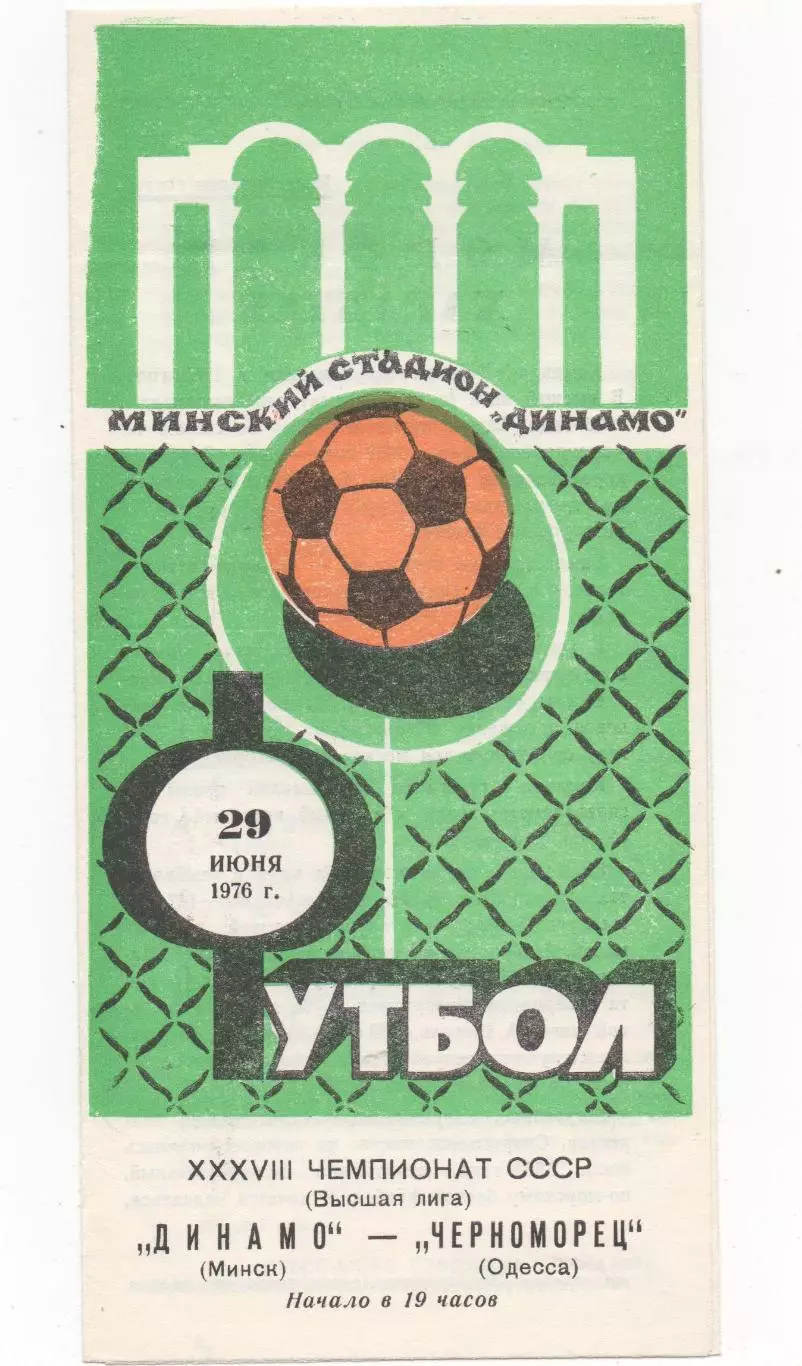 МИНСКИЙ СТАДИОН „ДИНАМО"
29
ИЮНЯ
1976 г.
ФУТБОЛ
XXXVIII ЧЕМПИОНАТ СССР
(Высшая лига)
„ДИНАМО" — „ЧЕРНОМОРЕЦ"
(Минск) (Одесса)
Начало в 19 часов